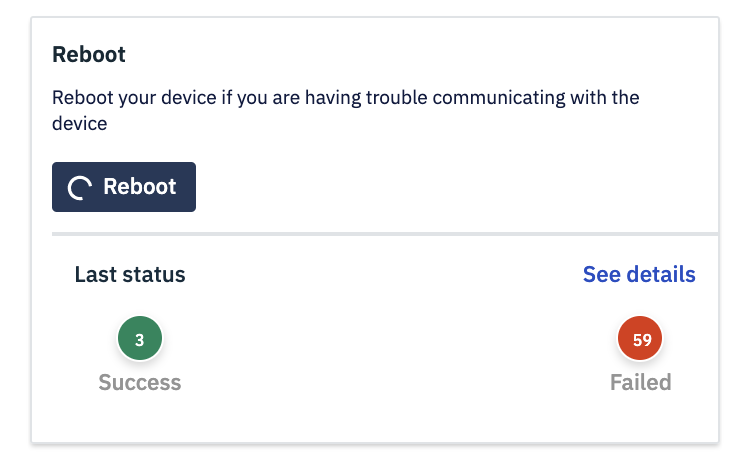 Reboot
Reboot your device if you are having trouble communicating with the
device
Reboot
Last status
See details
3
59
Success
Failed